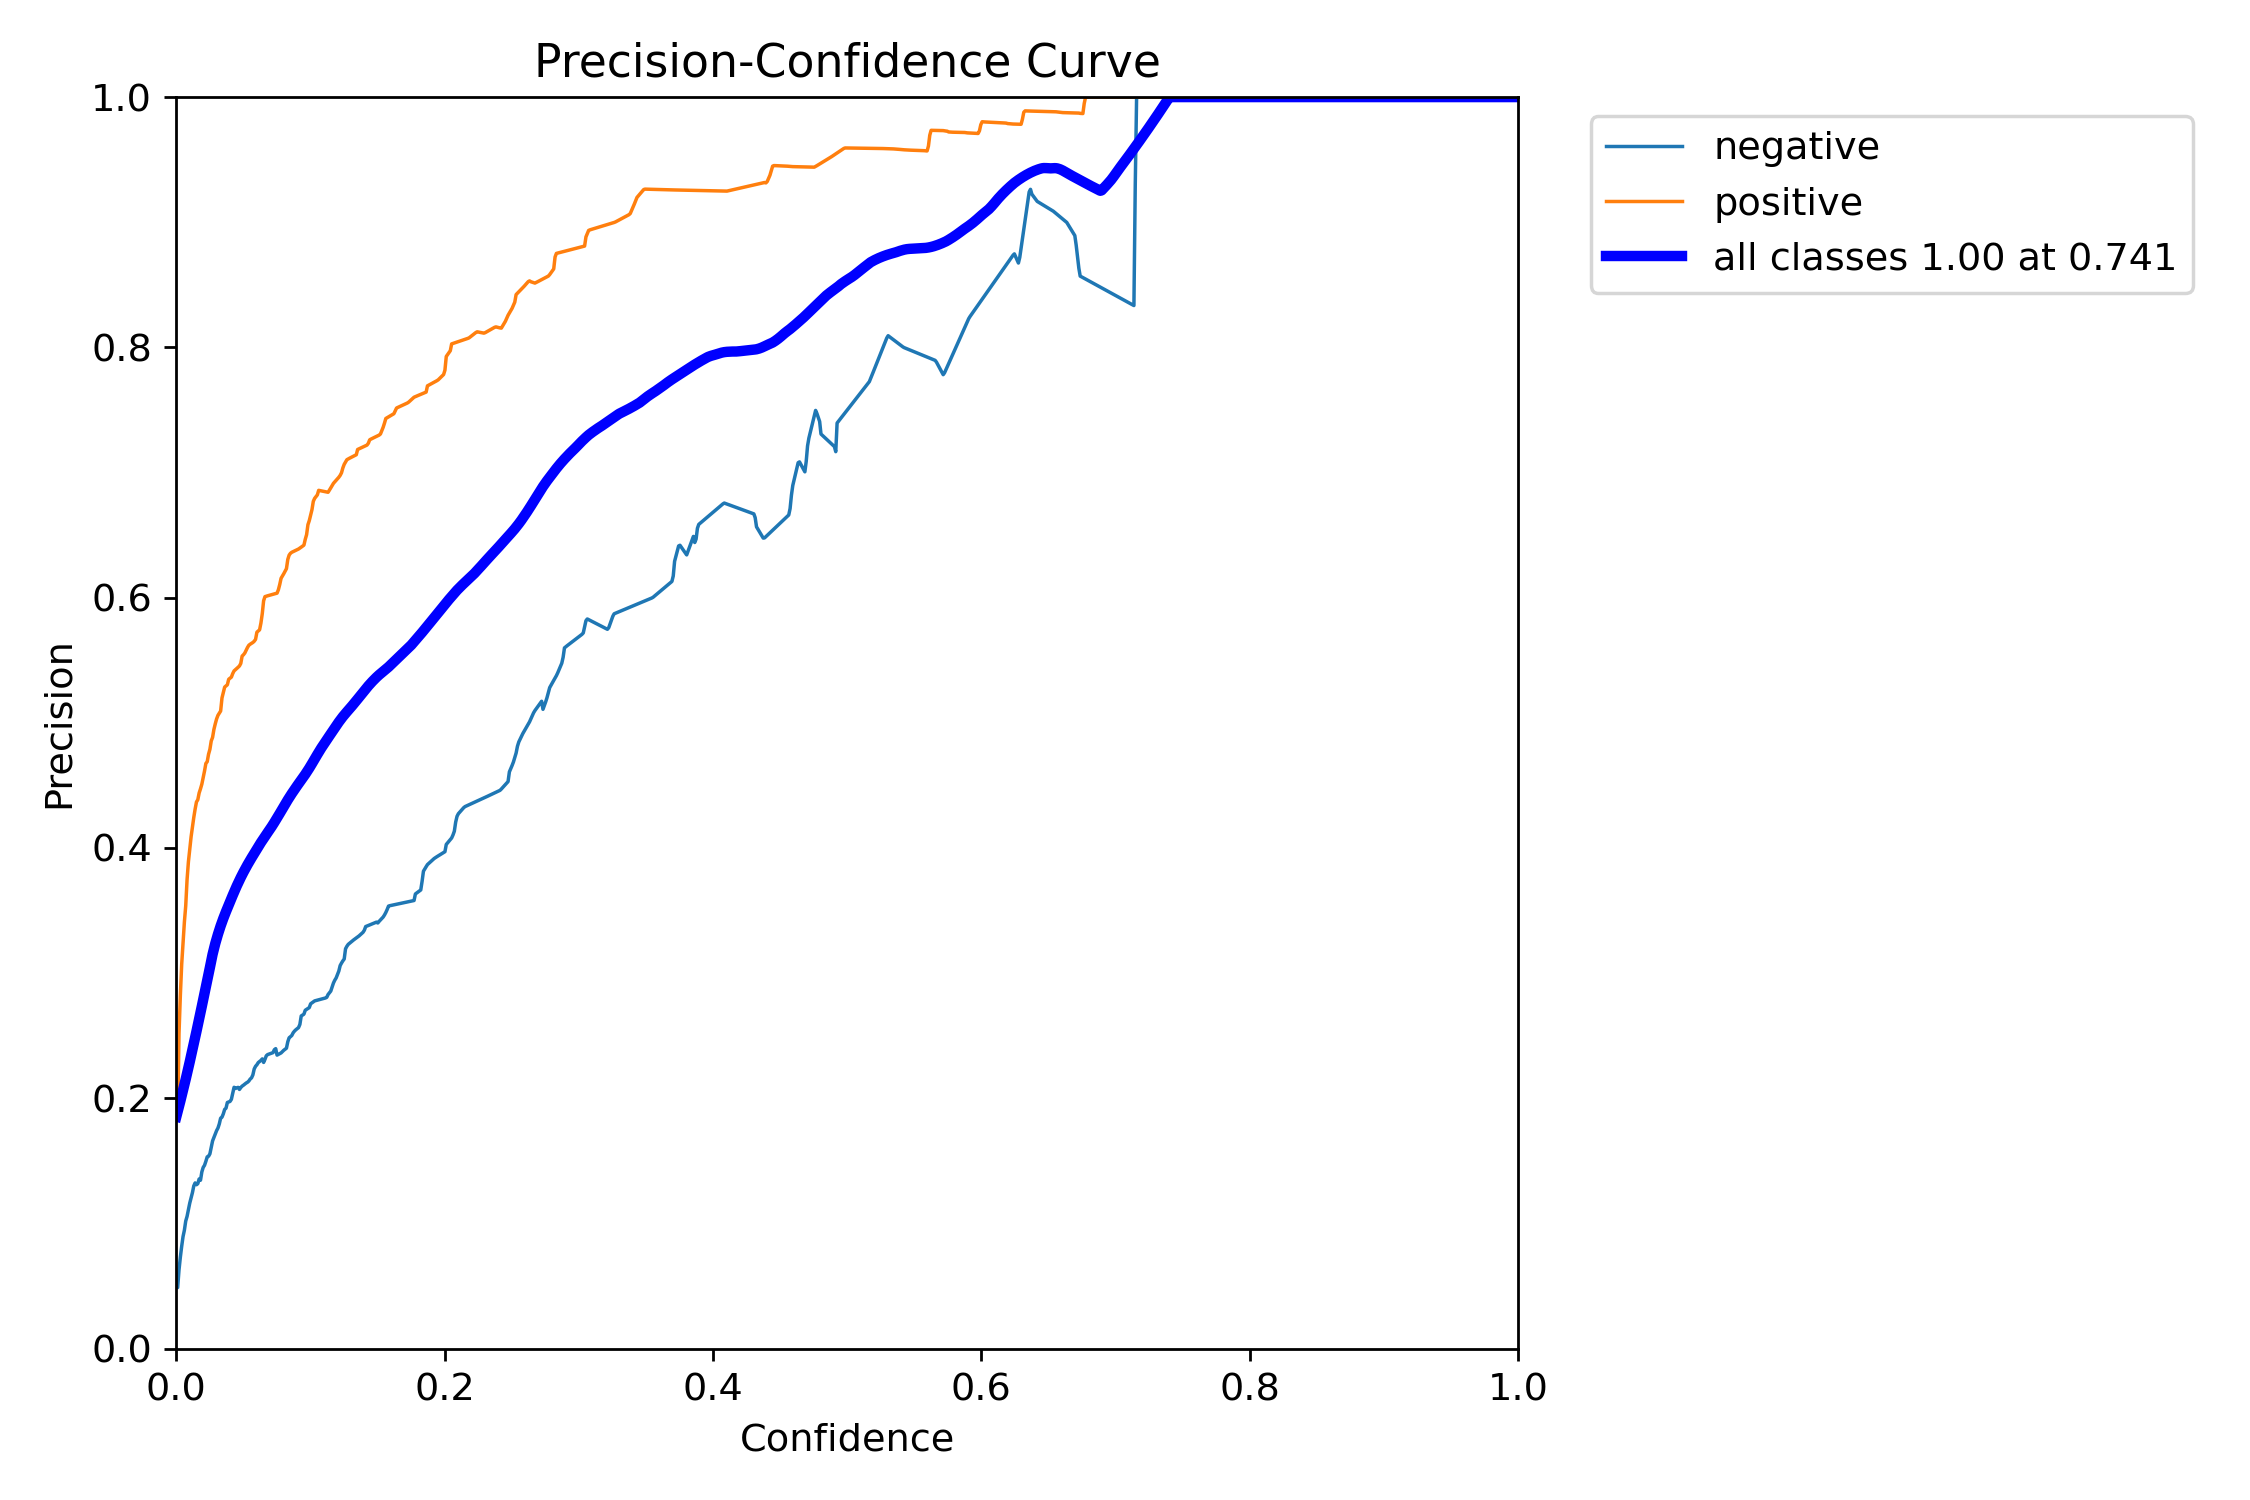 Precision-Confidence Curve
negative
positive
all classes 1.00 at 0.741
Precision
1.0
0.8
0.6
0.4
0.2
0.0
0.0 0.2 0.4 0.6 0.8 1.0
Confidence